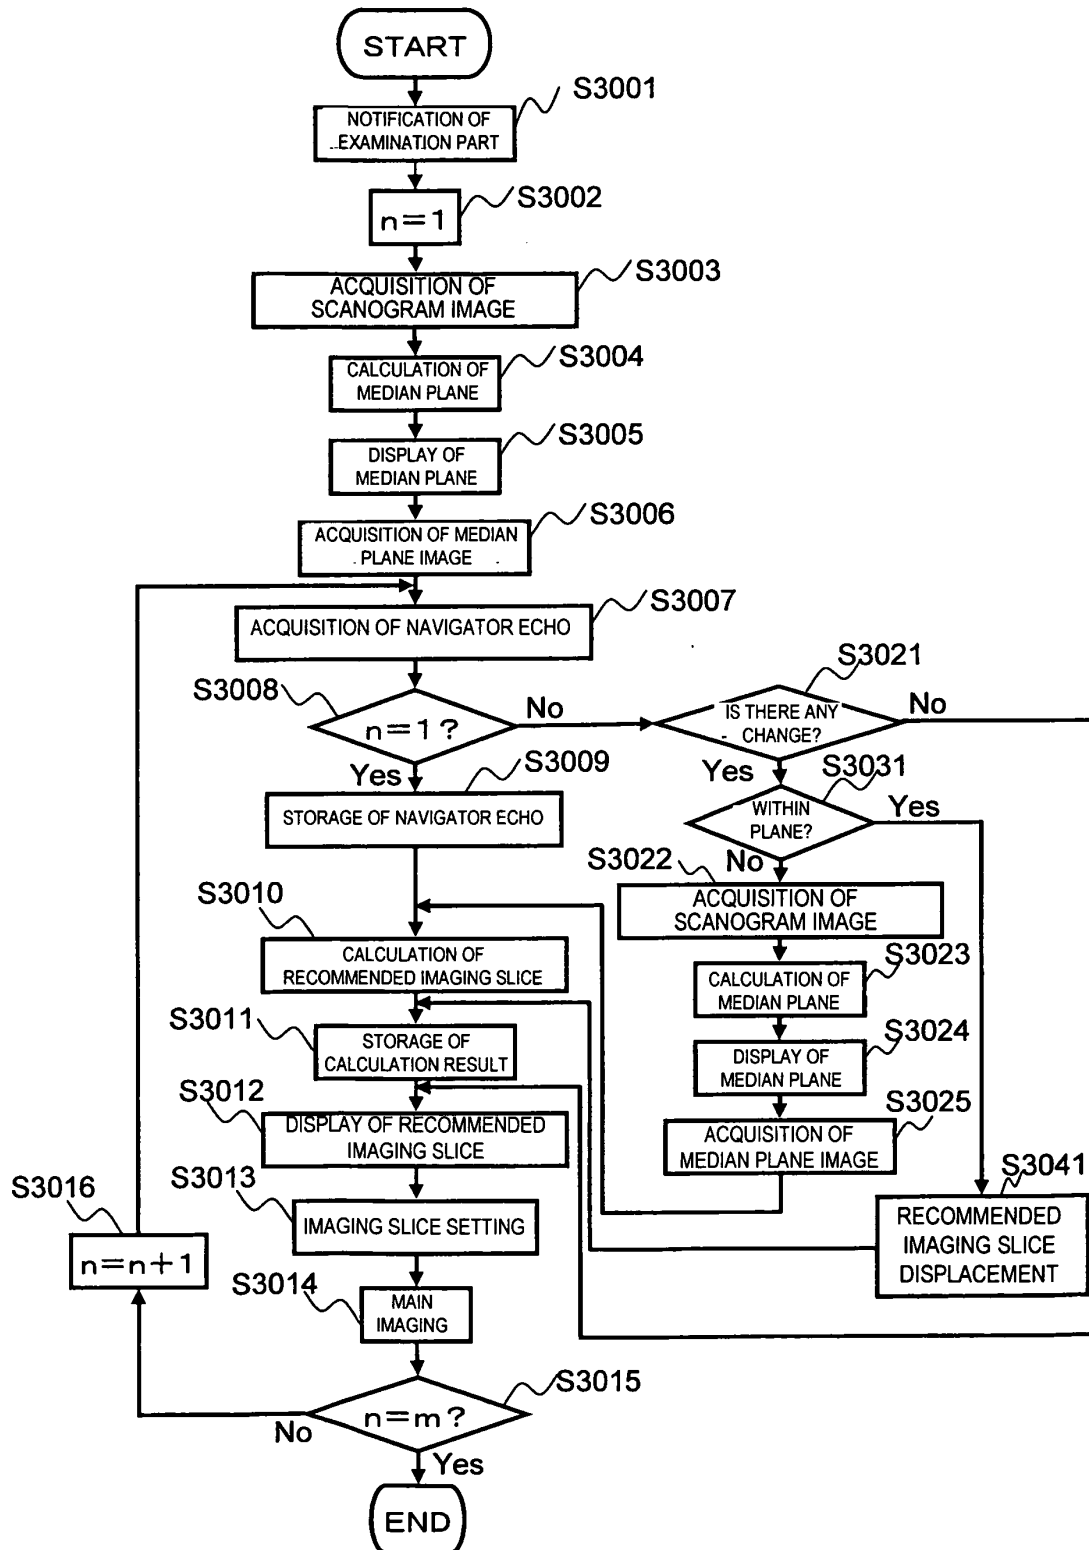 START
S3001
NOTIFICATION OF
EXAMINATION PART
S3002
n=1
S3003
ACQUISITION OF
SCANOGRAM IMAGE
S3004
CALCULATION OF
MEDIAN PLANE
S3005
DISPLAY OF
MEDIAN PLANE
S3006
ACQUISITION OF MEDIAN
PLANE IMAGE
S3007
ACQUISITION OF NAVIGATOR ECHO
S3008
n=1?
No
Yes
S3021
IS THERE ANY
CHANGE?
No
Yes
S3009
STORAGE OF NAVIGATOR ECHO
S3031
WITHIN
PLANE?
Yes
No
S3022
ACQUISITION OF
SCANOGRAM IMAGE
S3010
CALCULATION OF
RECOMMENDED IMAGING SLICE
S3023
CALCULATION OF
MEDIAN PLANE
S3011
STORAGE OF
CALCULATION RESULT
S3024
DISPLAY OF
MEDIAN PLANE
S3012
DISPLAY OF RECOMMENDED
IMAGING SLICE
S3025
ACQUISITION OF
MEDIAN PLANE IMAGE
S3013
IMAGING SLICE SETTING
S3041
RECOMMENDED
IMAGING SLICE
DISPLACEMENT
S3016
n=n+1
S3014
MAIN
IMAGING
S3015
n=m?
No
Yes
END